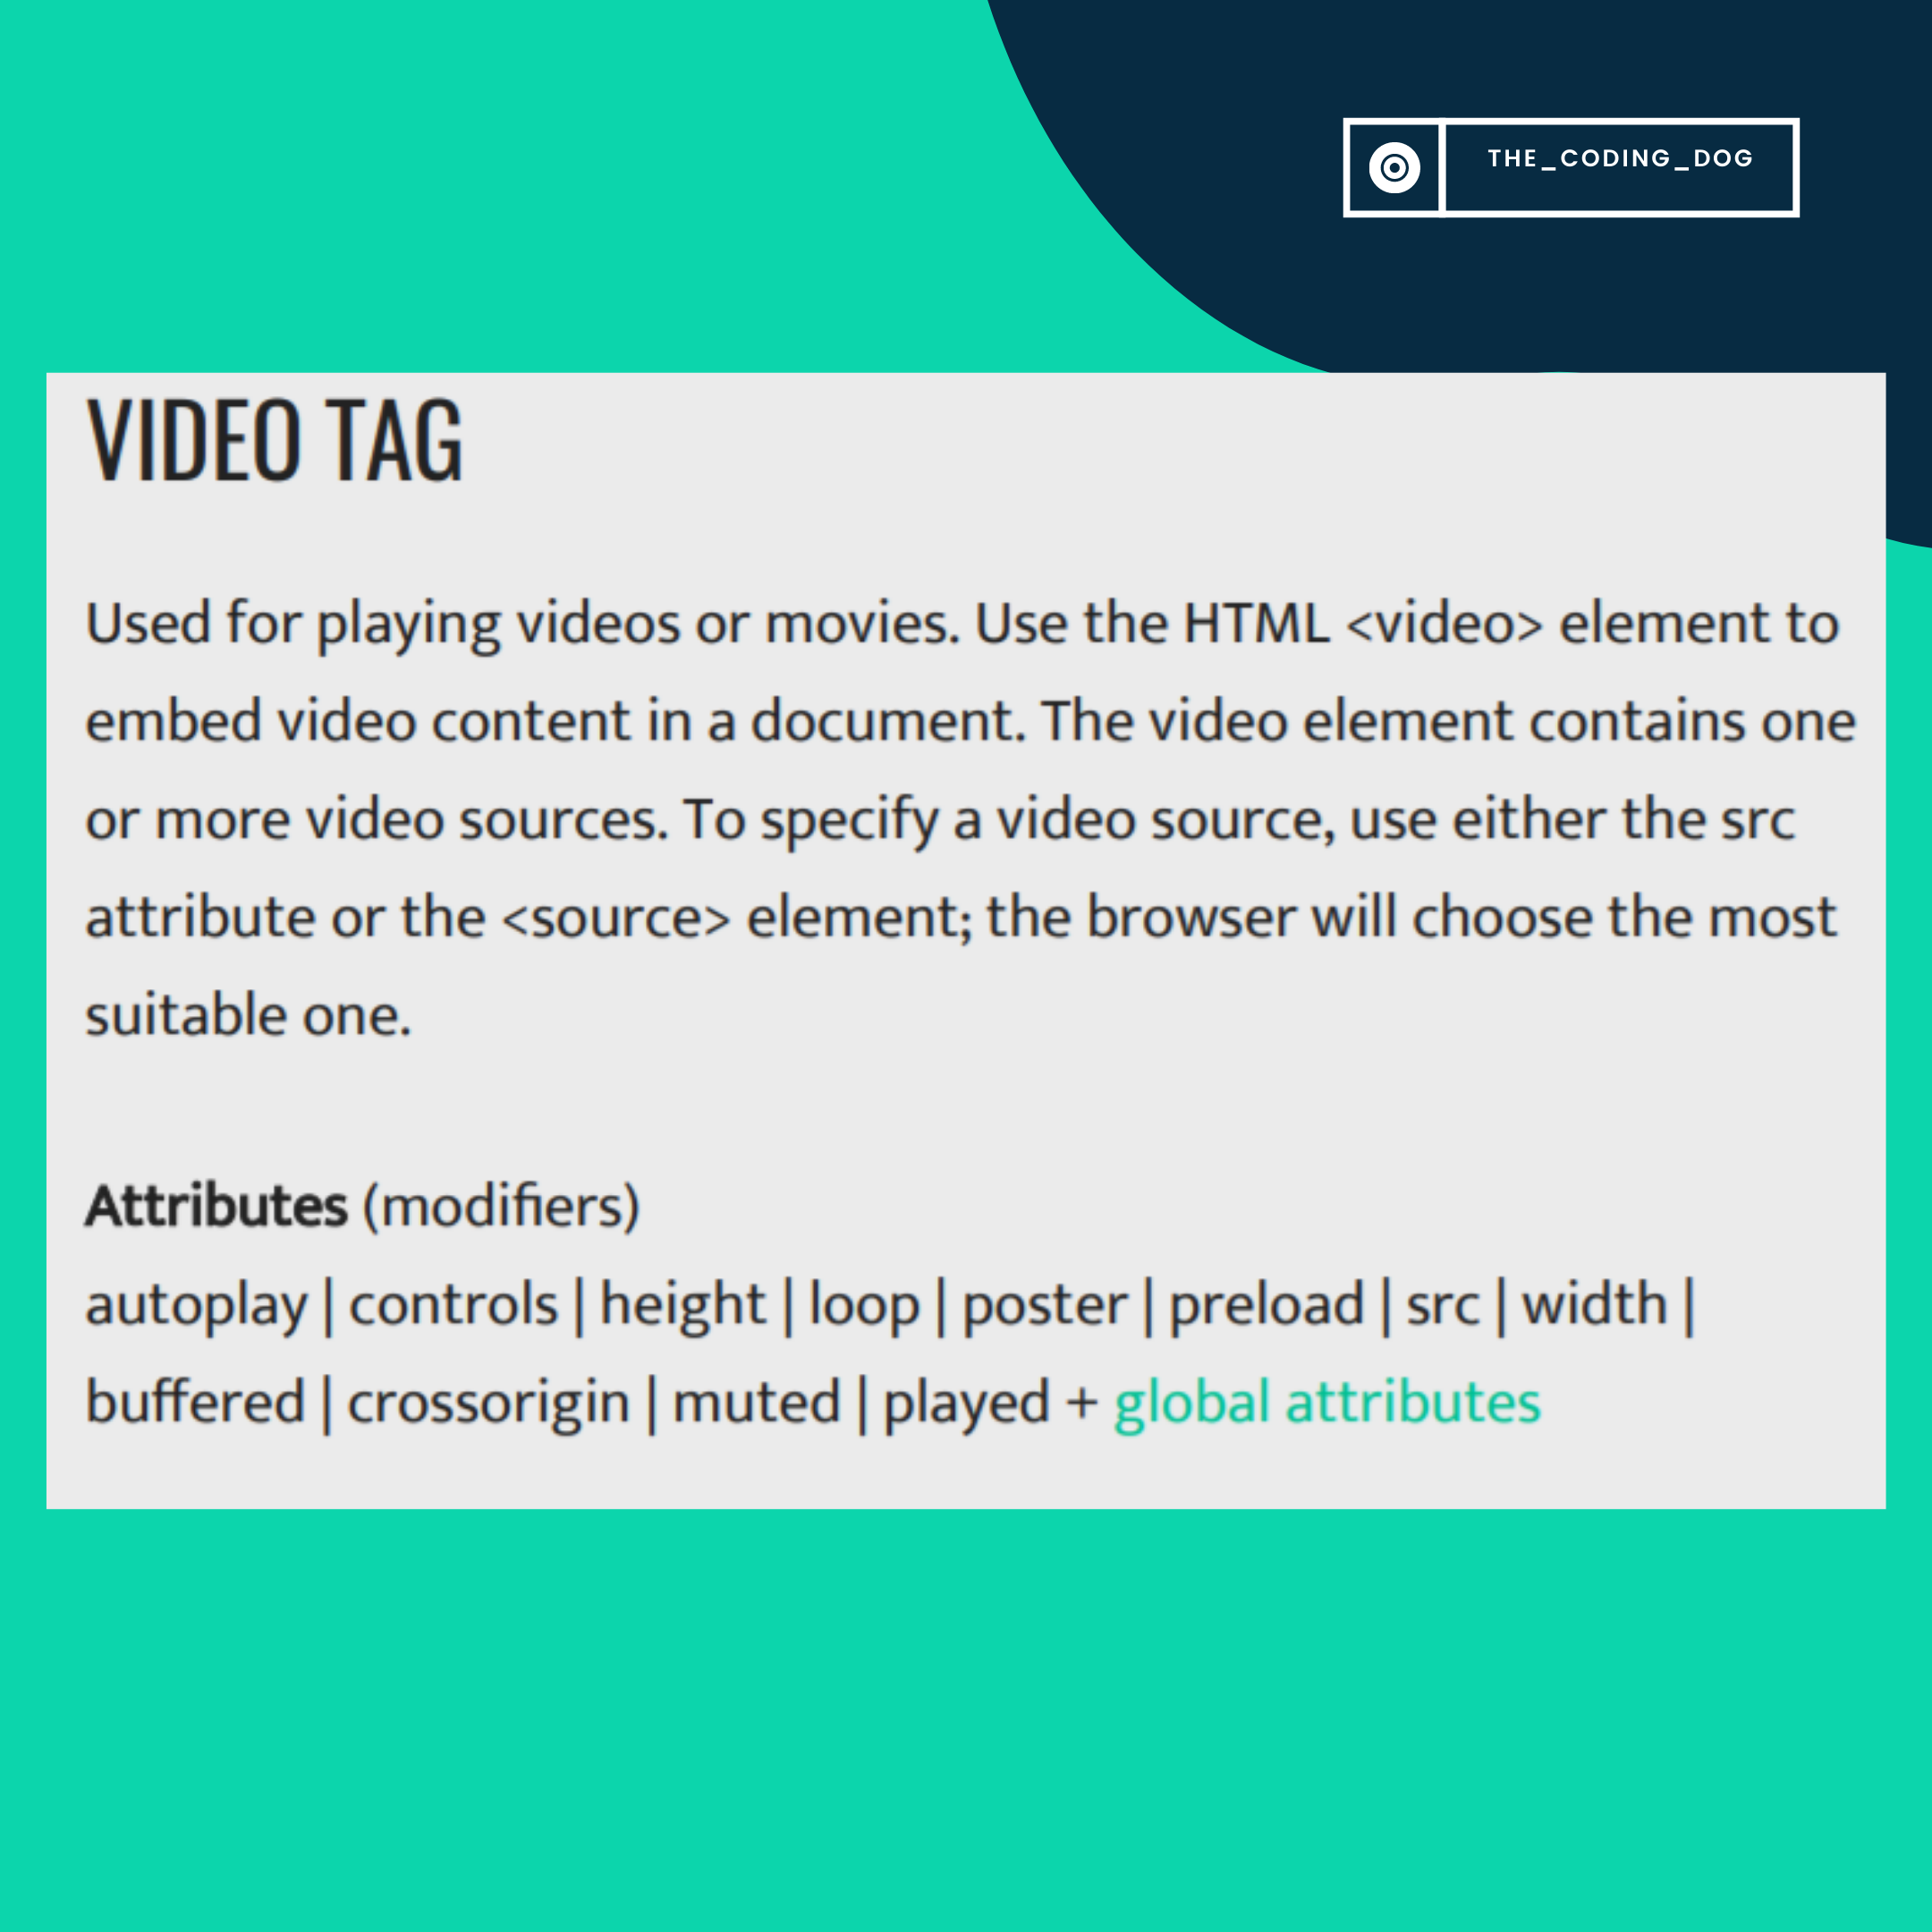 THE_CODING_DOG
VIDEO TAG
Used for playing videos or movies. Use the HTML <video> element to
embed video content in a document. The video element contains one
or more video sources. To specify a video source, use either the src
attribute or the <source> element; the browser will choose the most
suitable one.
Attributes (modifiers)
autoplay | controls | height | loop | poster | preload | src | width |
buffered | crossorigin | muted | played + global attributes